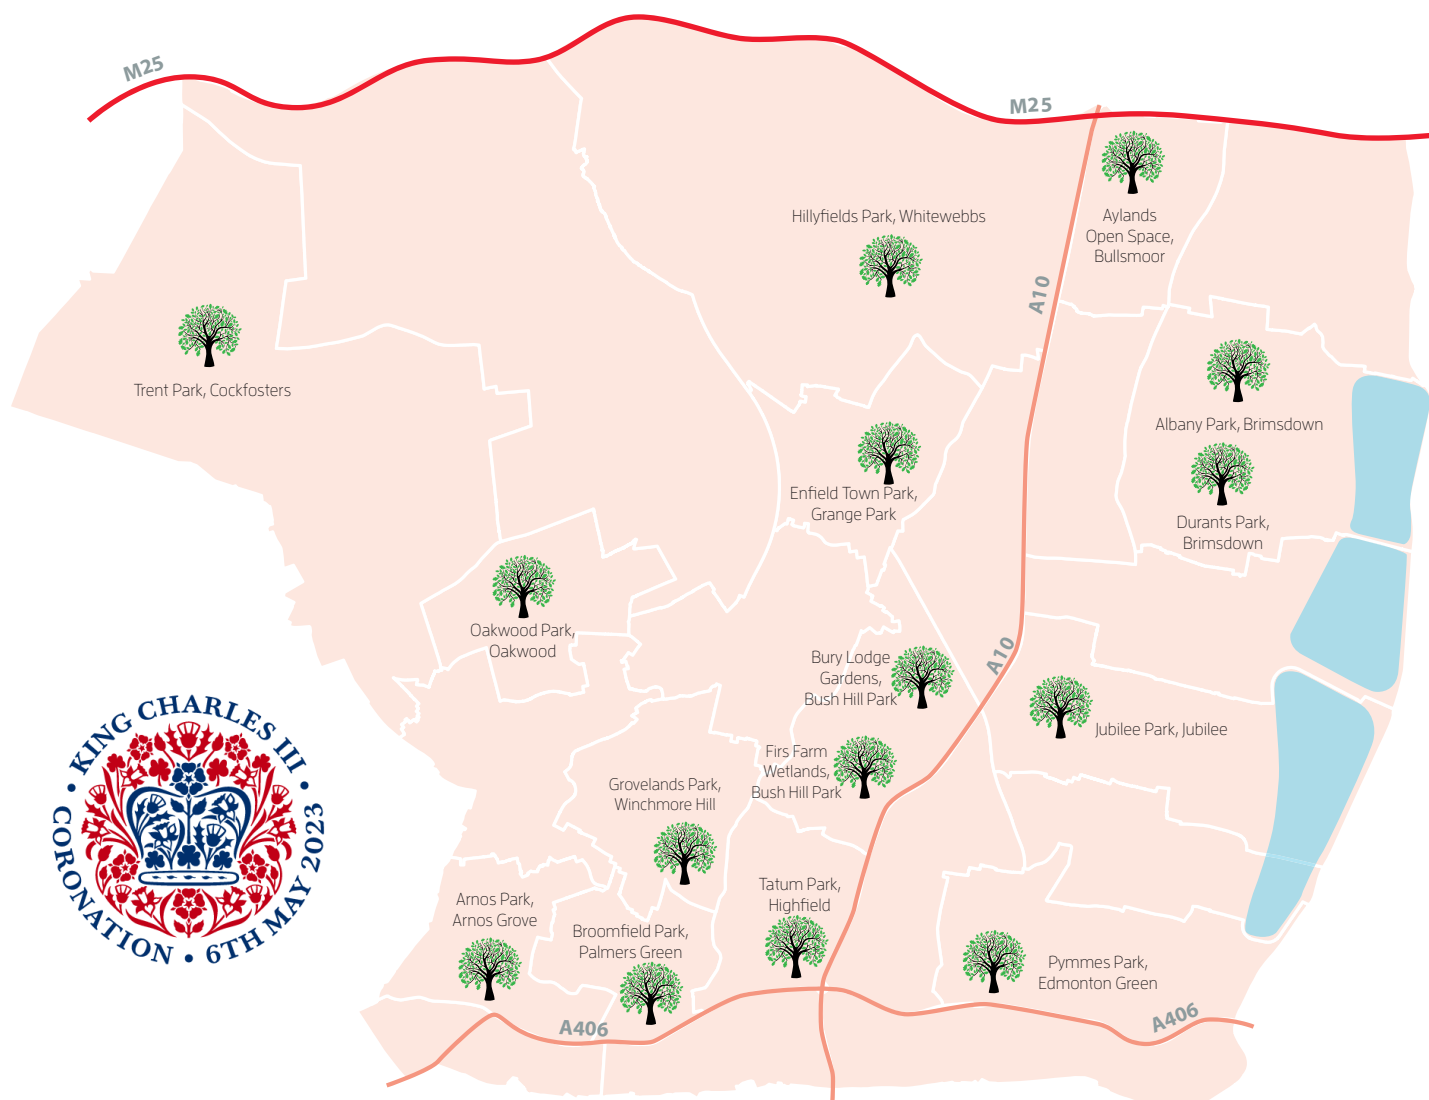 M25
M25
Hillyfields Park, Whitewebbs
Aylands
Open Space,
Bullsmoor
A10
Trent Park, Cockfosters
Albany Park, Brimsdown
Enfield Town Park,
Grange Park
Durants Park,
Brimsdown
Oakwood Park,
Oakwood
A10
Bury Lodge
Gardens,
Bush Hill Park
Jubilee Park, Jubilee
Firs Farm
Wetlands,
Bush Hill Park
Grovelands Park,
Winchmore Hill
KING CHARLES III
CORONATION • 6TH MAY 2023
Tatum Park,
Highfield
Arnos Park,
Arnos Grove
Broomfield Park,
Palmers Green
Pymmes Park,
Edmonton Green
A406
A406